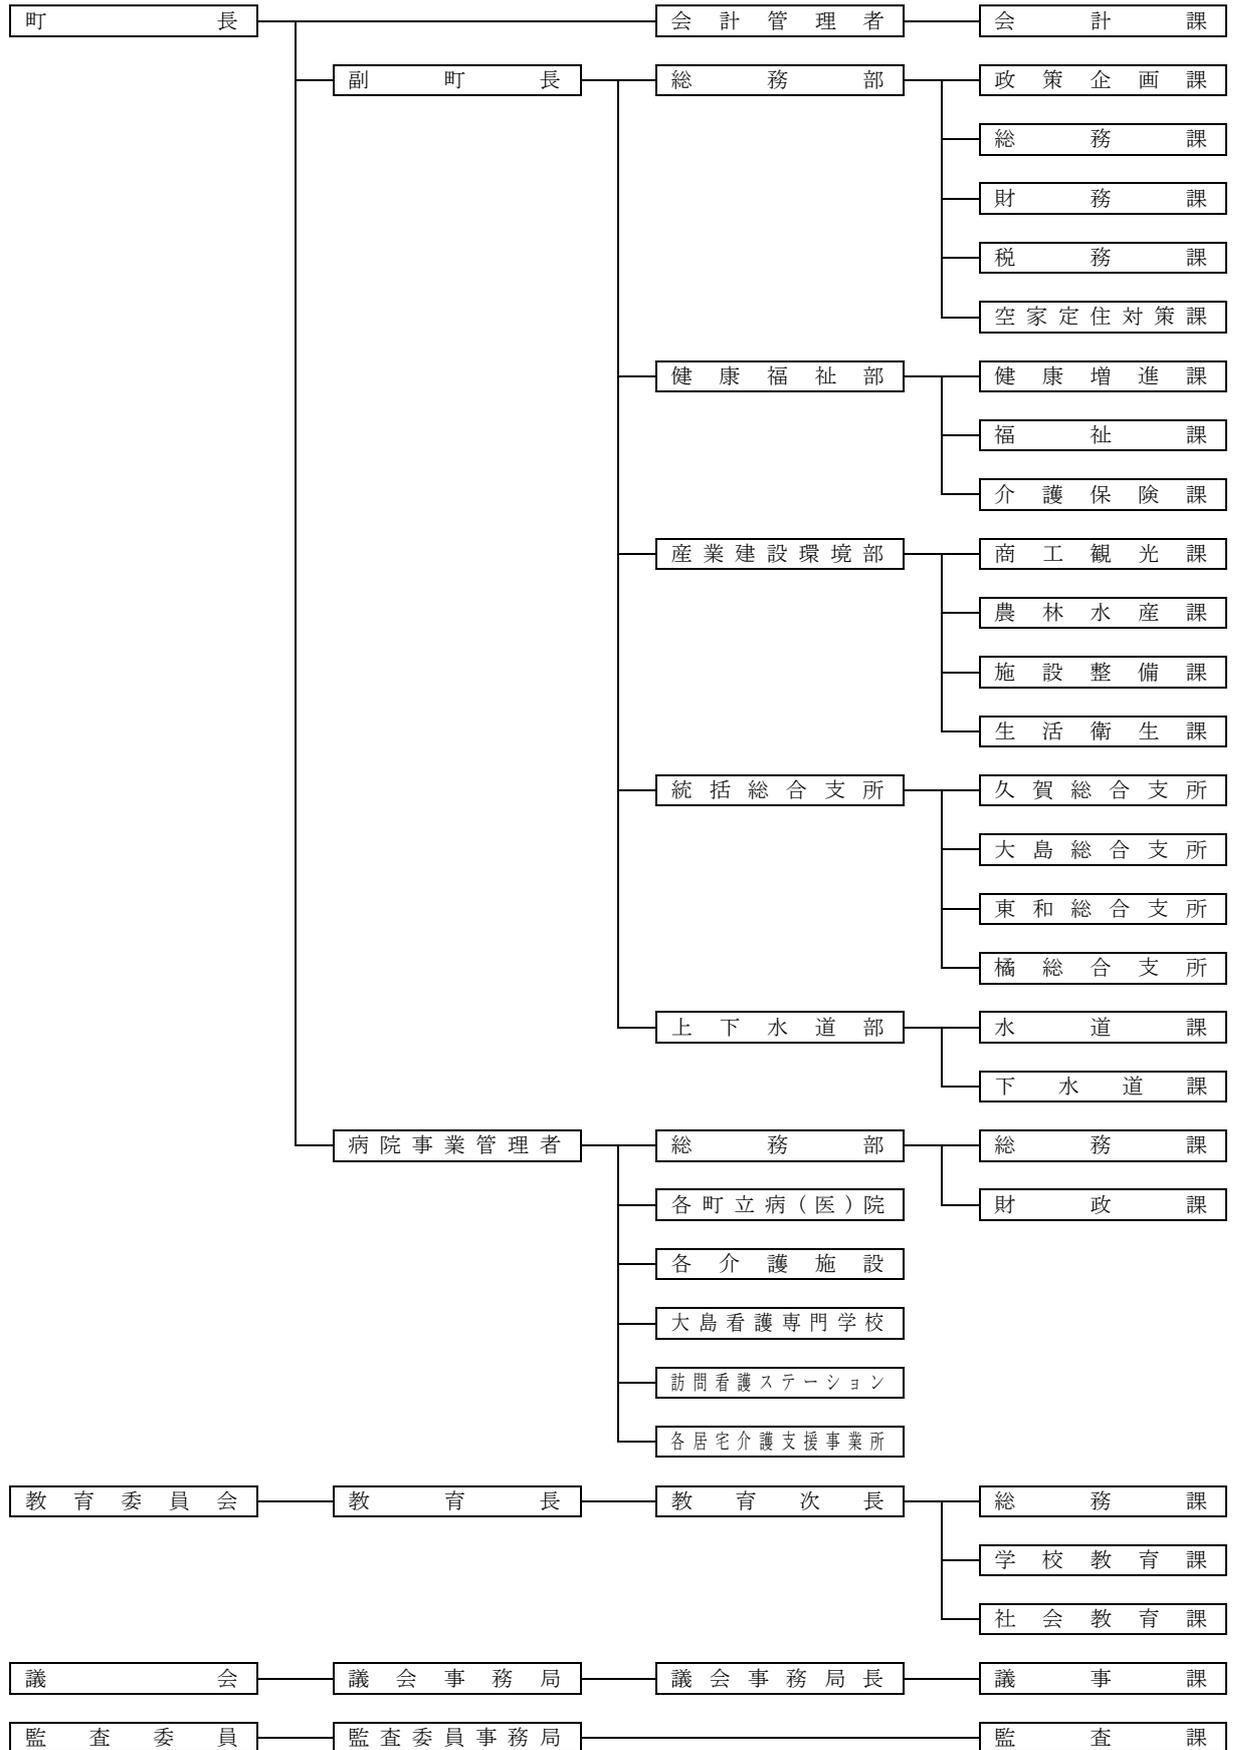 町長 会計管理者 会計課
副町長 総務部 政策企画課
総務課
財務課
税務課
空家定住対策課
健康福祉部 健康増進課
福祉課
介護保険課
産業建設環境部 商工観光課
農林水産課
施設整備課
生活衛生課
統括総合支所 久賀総合支所
大島総合支所
東和総合支所
橘総合支所
上下水道部 水道課
下水道課
病院事業管理者 総務部 総務課
各町立病(医)院 財政課
各介護施設
大島看護専門学校
訪問看護ステーション
各居宅介護支援事業所
教育委員会 教育長 教育次長 総務課
学校教育課
社会教育課
議会 議会事務局 議会事務局長 議事課
監査委員 監査委員事務局 監査課